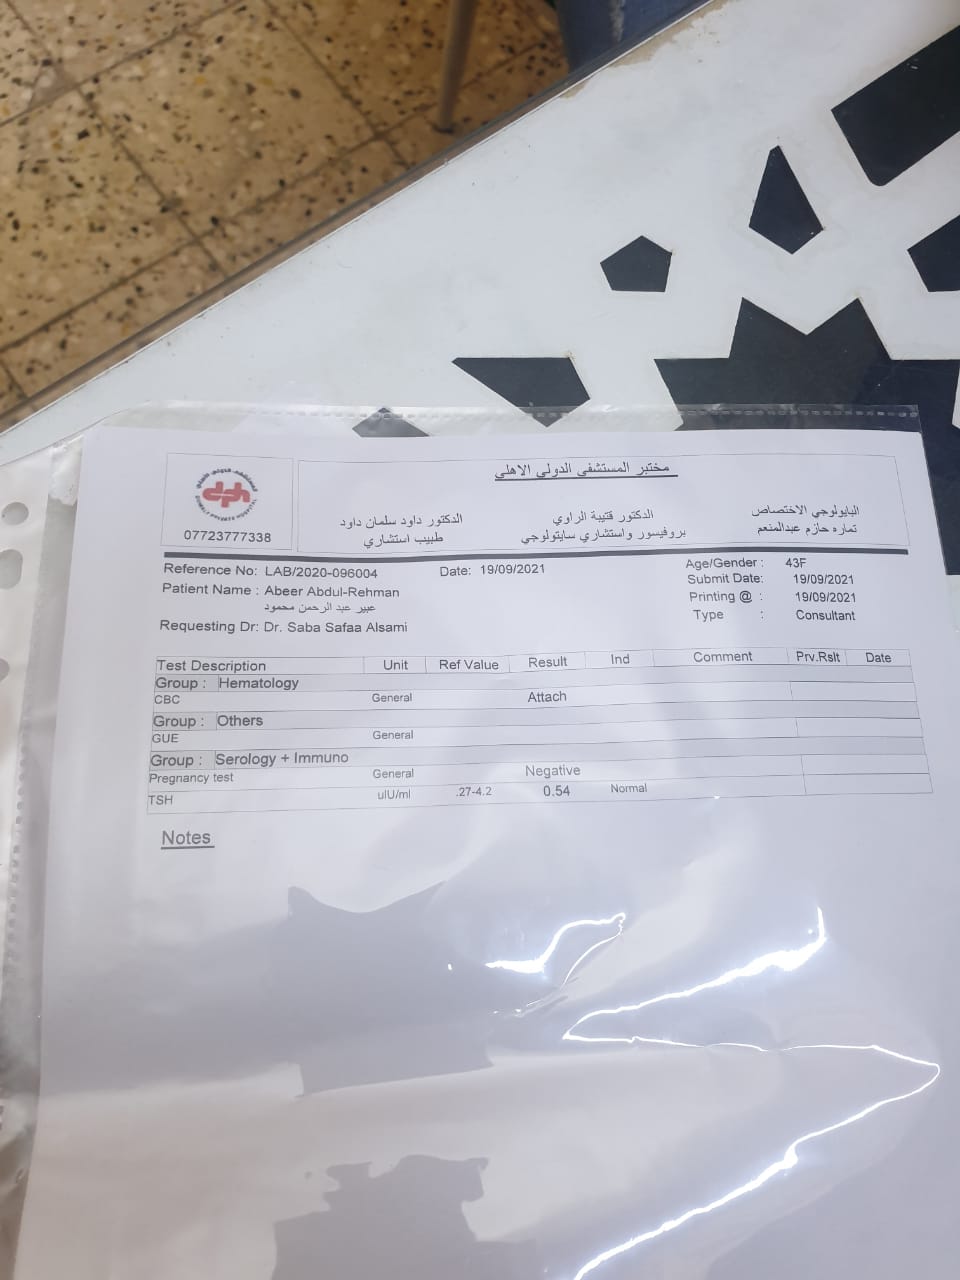 مختبر المستشفى الدولي الاهلي
البايولوجي الاختصاص
تماره حازم عبدالمنعم
الدكتور قتيبة الراوي
بروفيسور واستشاري سايتولوجي
الدكتور داود سلمان داود
طبيب استشاري
dph
07723777338
Reference No: LAB/2020-096004 Date: 19/09/2021 Age/Gender : 43F
Submit Date: 19/09/2021
Patient Name : Abeer Abdul-Rehman Printing @ : 19/09/2021
عبير عبد الرحمن محمود
Type : Consultant
Requesting Dr: Dr. Saba Safaa Alsami
Test Description Unit Ref Value Result Ind Comment Prv.Rslt Date
Group : Hematology
CBC General Attach
Group : Others
GUE General
Group : Serology + Immuno
Pregnancy test General Negative
TSH uIU/ml .27-4.2 0.54 Normal
Notes